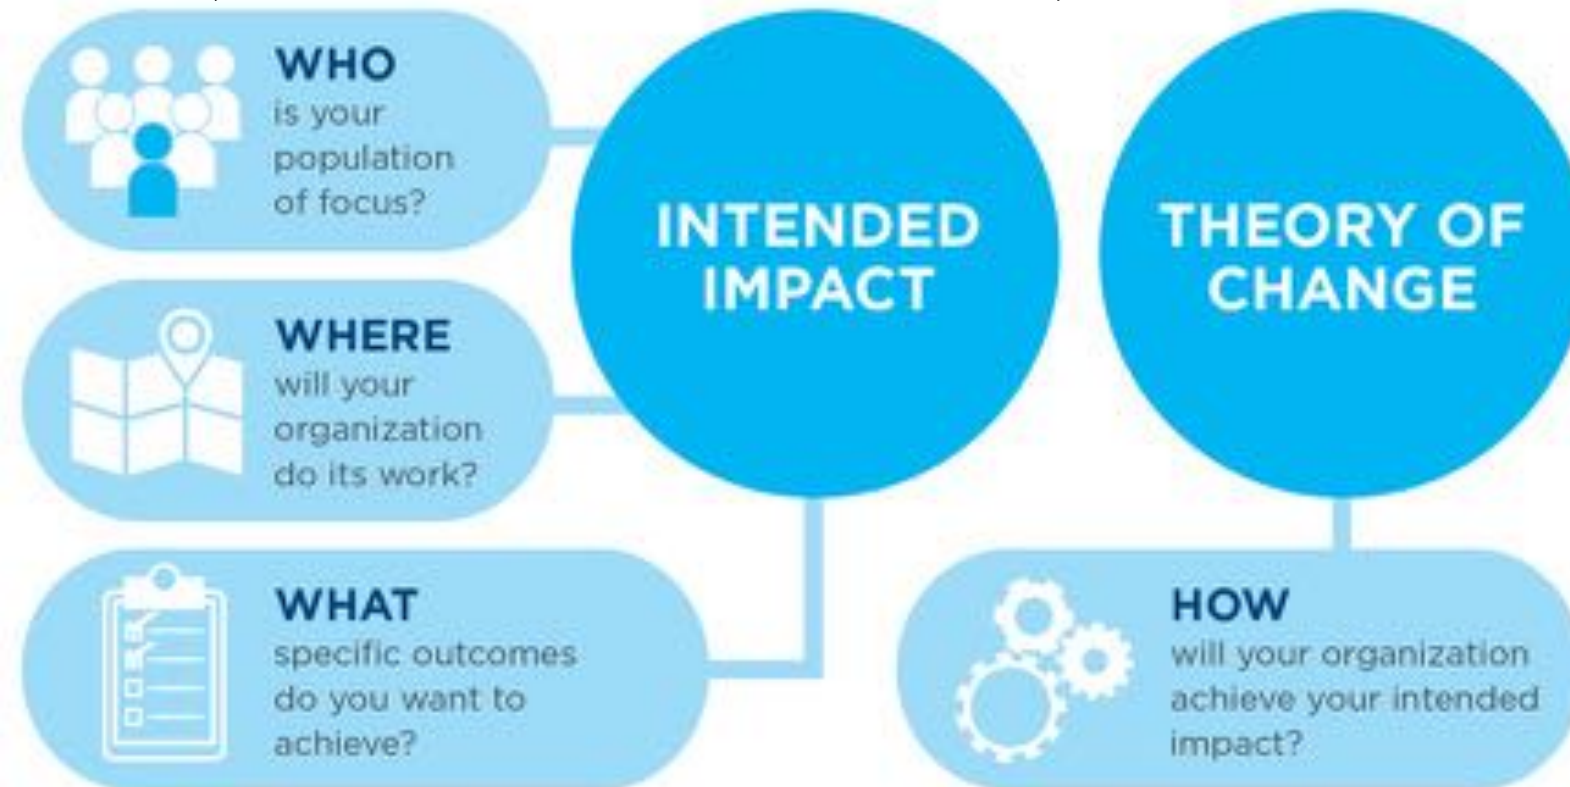 WHO
is your
population
of focus?
INTENDED
IMPACT
THEORY OF
CHANGE
WHERE
will your
organization
do its work?
WHAT
specific outcomes
do you want to
achieve?
HOW
will your organization
achieve your intended
impact?